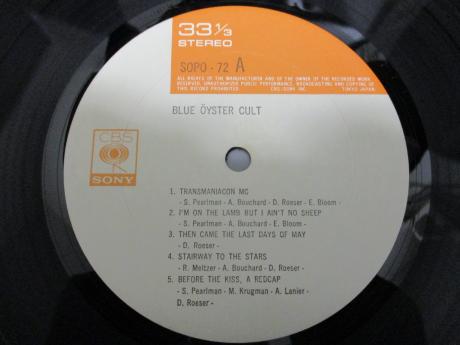 33 1/3
STEREO
SOPO-72 A
ALL RIGHTS OF THE MANUFACTURER AND OF THE OWNER OF THE RECORDED WORK
RESERVED. UNAUTHORIZED PUBLIC PERFORMANCE, BROADCASTING AND COPYING OF
THIS RECORD PROHIBITED CBS/SONY INC. TOKYO JAPAN
BLUE ÖYSTER CULT
CBS
SONY
1. TRANSMANIACON MC
- S. Pearlman - A. Bouchard - D. Roeser - E. Bloom -
2. I'M ON THE LAMB BUT I AIN'T NO SHEEP
- S. Pearlman - A. Bouchard - E. Bloom -
3. THEN CAME THE LAST DAYS OF MAY
- D. Roeser -
4. STAIRWAY TO THE STARS
- R. Meltzer - A. Bouchard - D. Roeser -
5. BEFORE THE KISS, A REDCAP
- S. Pearlman - M. Krugman - A. Lanier -
D. Roeser -